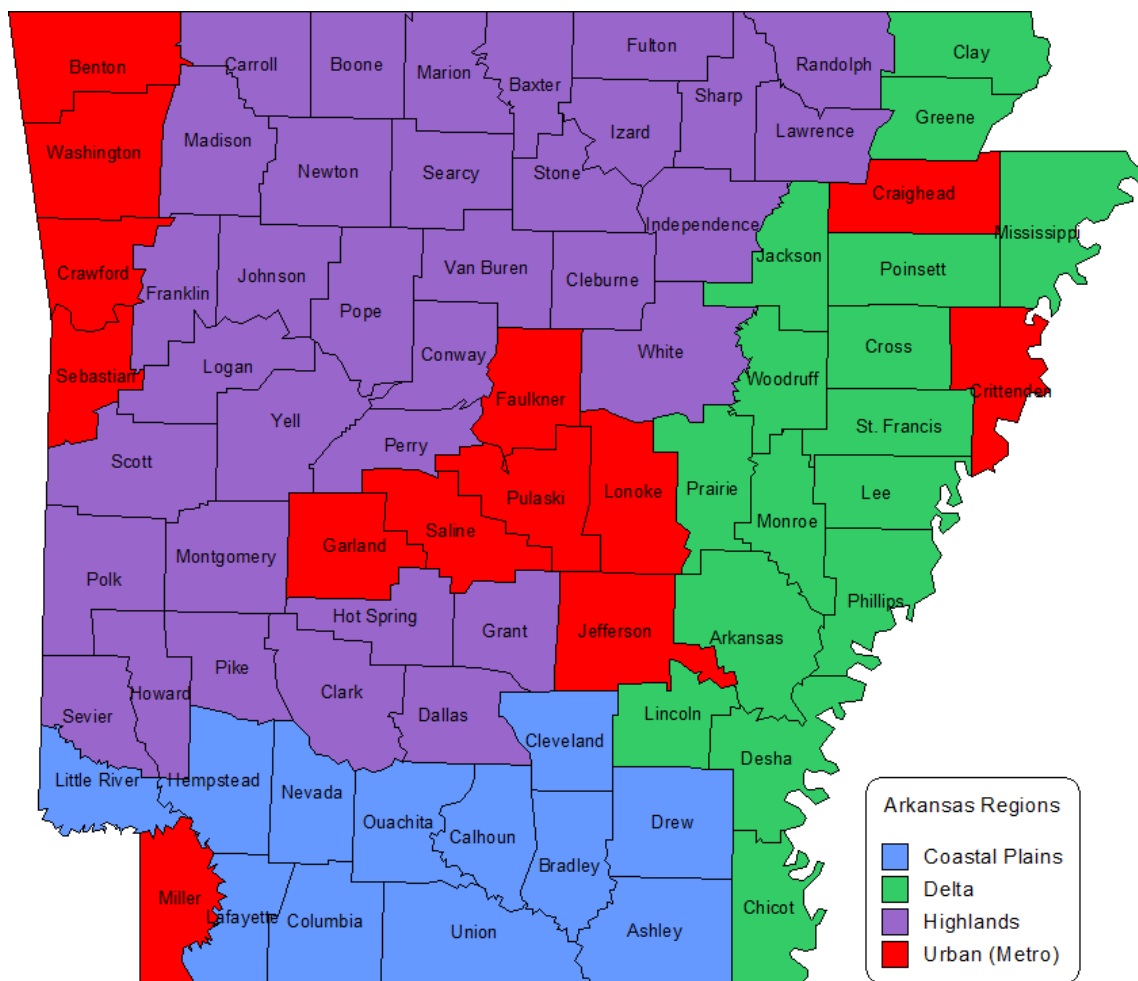 Benton
Carroll
Boone
Marion
Baxter
Fulton
Sharp
Randolph
Clay
Greene
Washington
Madison
Newton
Searcy
Stone
Izard
Lawrence
Craighead
Mississippi
Independence
Crawford
Franklin
Johnson
Pope
Van Buren
Cleburne
Jackson
Poinsett
Sebastian
Logan
Conway
White
Woodruff
Cross
Crittenden
Faulkner
Yell
Perry
St. Francis
Scott
Pulaski
Lonoke
Prairie
Lee
Garland
Saline
Monroe
Polk
Montgomery
Hot Spring
Grant
Jefferson
Arkansas
Phillips
Pike
Howard
Sevier
Clark
Dallas
Lincoln
Cleveland
Desha
Little River
Hempstead
Nevada
Ouachita
Calhoun
Bradley
Drew
Miller
Lafayette
Columbia
Union
Ashley
Chicot
Arkansas Regions
Coastal Plains
Delta
Highlands
Urban (Metro)